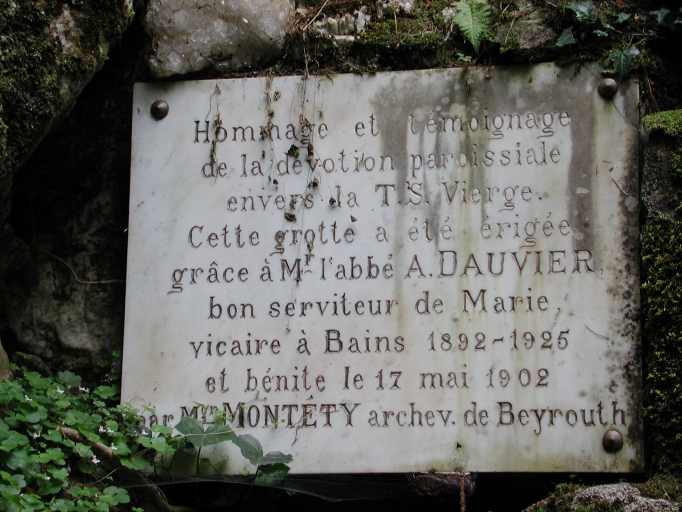 Hommage et témoignage
de la dévotion paroissiale
envers la T.S. Vierge.
Cette grotte a été érigée
grâce à Mr l'abbé A. DAUVIER,
bon serviteur de Marie,
vicaire à Bains 1892-1925
et bénite le 17 mai 1902
par Mgr MONTÉTY archev. de Beyrouth